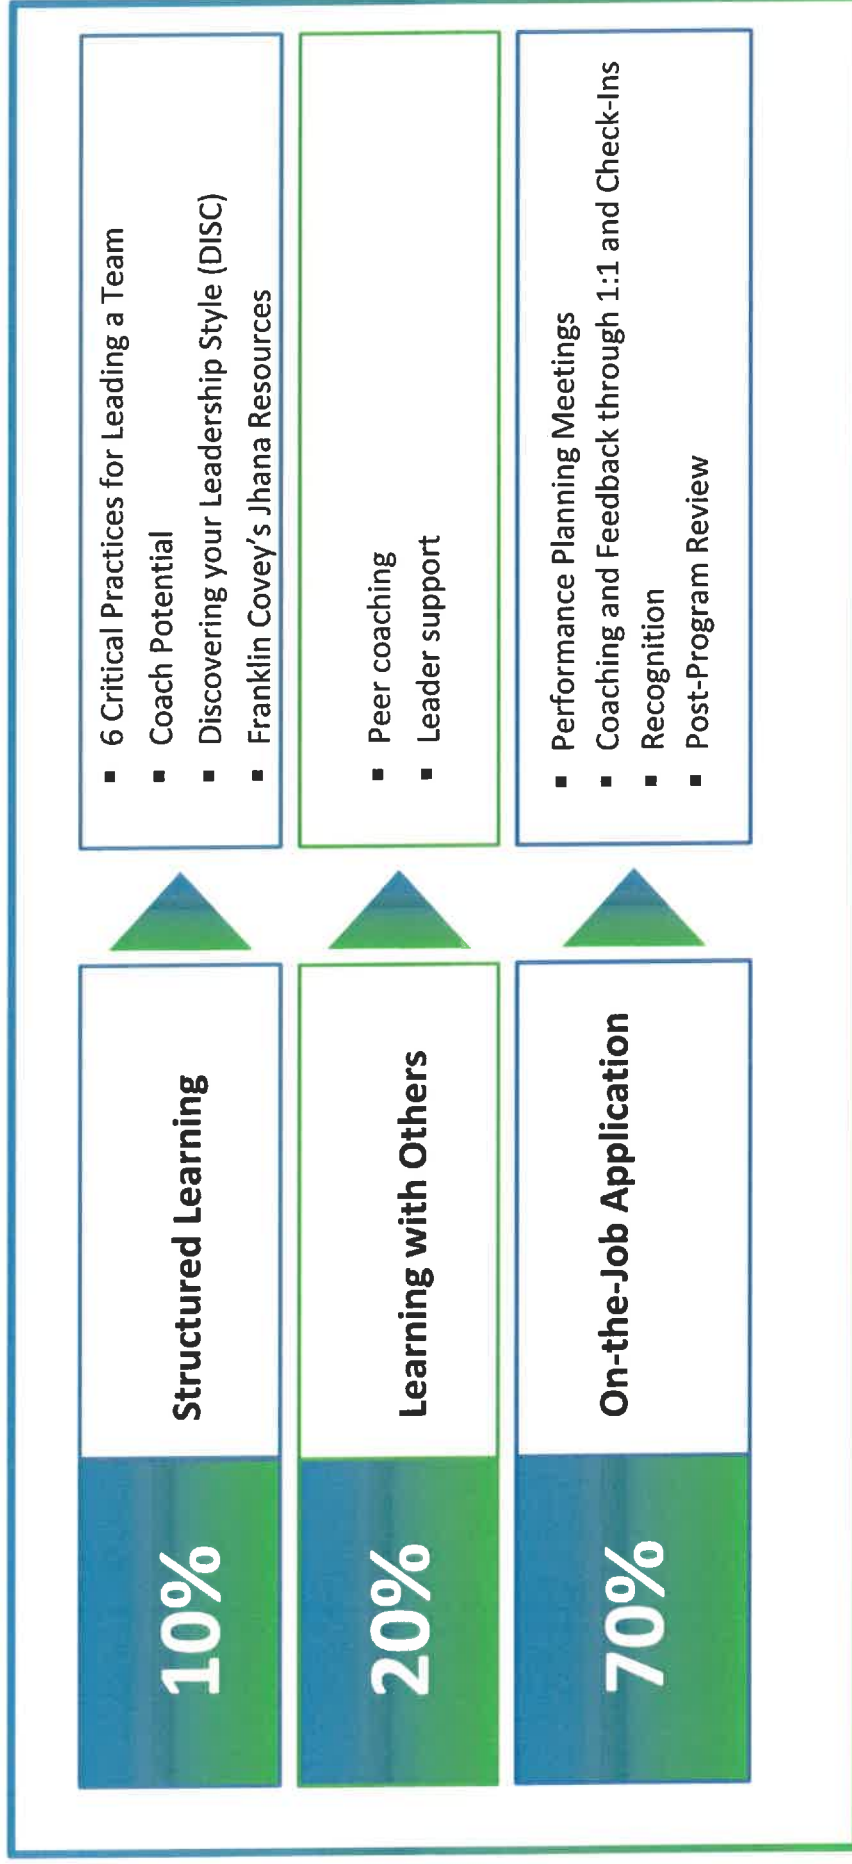 10%
Structured Learning
▪ 6 Critical Practices for Leading a Team
▪ Coach Potential
▪ Discovering your Leadership Style (DISC)
▪ Franklin Covey's Jhana Resources
20%
Learning with Others
▪ Peer coaching
▪ Leader support
70%
On-the-Job Application
▪ Performance Planning Meetings
▪ Coaching and Feedback through 1:1 and Check-Ins
▪ Recognition
▪ Post-Program Review